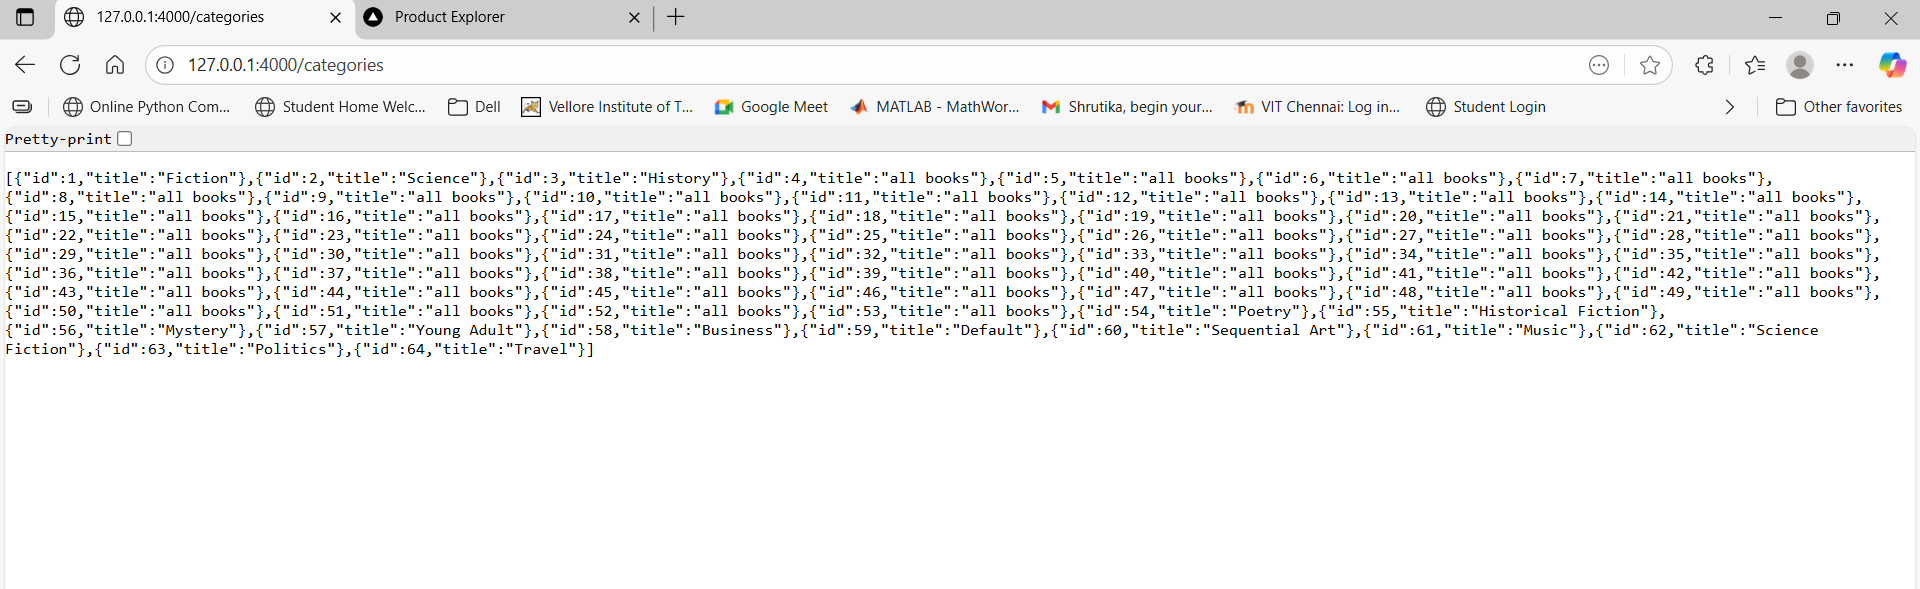 127.0.0.1:4000/categories
Product Explorer
127.0.0.1:4000/categories
Online Python Com...
Student Home Welc...
Dell
Vellore Institute of T...
Google Meet
MATLAB - MathWor...
Shrutika, begin your...
VIT Chennai: Log in...
Student Login
Other favorites
Pretty-print
[{"id":1,"title":"Fiction"},{"id":2,"title":"Science"},{"id":3,"title":"History"},{"id":4,"title":"all books"},{"id":5,"title":"all books"},{"id":6,"title":"all books"},{"id":7,"title":"all books"},
{"id":8,"title":"all books"},{"id":9,"title":"all books"},{"id":10,"title":"all books"},{"id":11,"title":"all books"},{"id":12,"title":"all books"},{"id":13,"title":"all books"},{"id":14,"title":"all books"},
{"id":15,"title":"all books"},{"id":16,"title":"all books"},{"id":17,"title":"all books"},{"id":18,"title":"all books"},{"id":19,"title":"all books"},{"id":20,"title":"all books"},{"id":21,"title":"all books"},
{"id":22,"title":"all books"},{"id":23,"title":"all books"},{"id":24,"title":"all books"},{"id":25,"title":"all books"},{"id":26,"title":"all books"},{"id":27,"title":"all books"},{"id":28,"title":"all books"},
{"id":29,"title":"all books"},{"id":30,"title":"all books"},{"id":31,"title":"all books"},{"id":32,"title":"all books"},{"id":33,"title":"all books"},{"id":34,"title":"all books"},{"id":35,"title":"all books"},
{"id":36,"title":"all books"},{"id":37,"title":"all books"},{"id":38,"title":"all books"},{"id":39,"title":"all books"},{"id":40,"title":"all books"},{"id":41,"title":"all books"},{"id":42,"title":"all books"},
{"id":43,"title":"all books"},{"id":44,"title":"all books"},{"id":45,"title":"all books"},{"id":46,"title":"all books"},{"id":47,"title":"all books"},{"id":48,"title":"all books"},{"id":49,"title":"all books"},
{"id":50,"title":"all books"},{"id":51,"title":"all books"},{"id":52,"title":"all books"},{"id":53,"title":"all books"},{"id":54,"title":"Poetry"},{"id":55,"title":"Historical Fiction"},
{"id":56,"title":"Mystery"},{"id":57,"title":"Young Adult"},{"id":58,"title":"Business"},{"id":59,"title":"Default"},{"id":60,"title":"Sequential Art"},{"id":61,"title":"Music"},{"id":62,"title":"Science
Fiction"},{"id":63,"title":"Politics"},{"id":64,"title":"Travel"}]